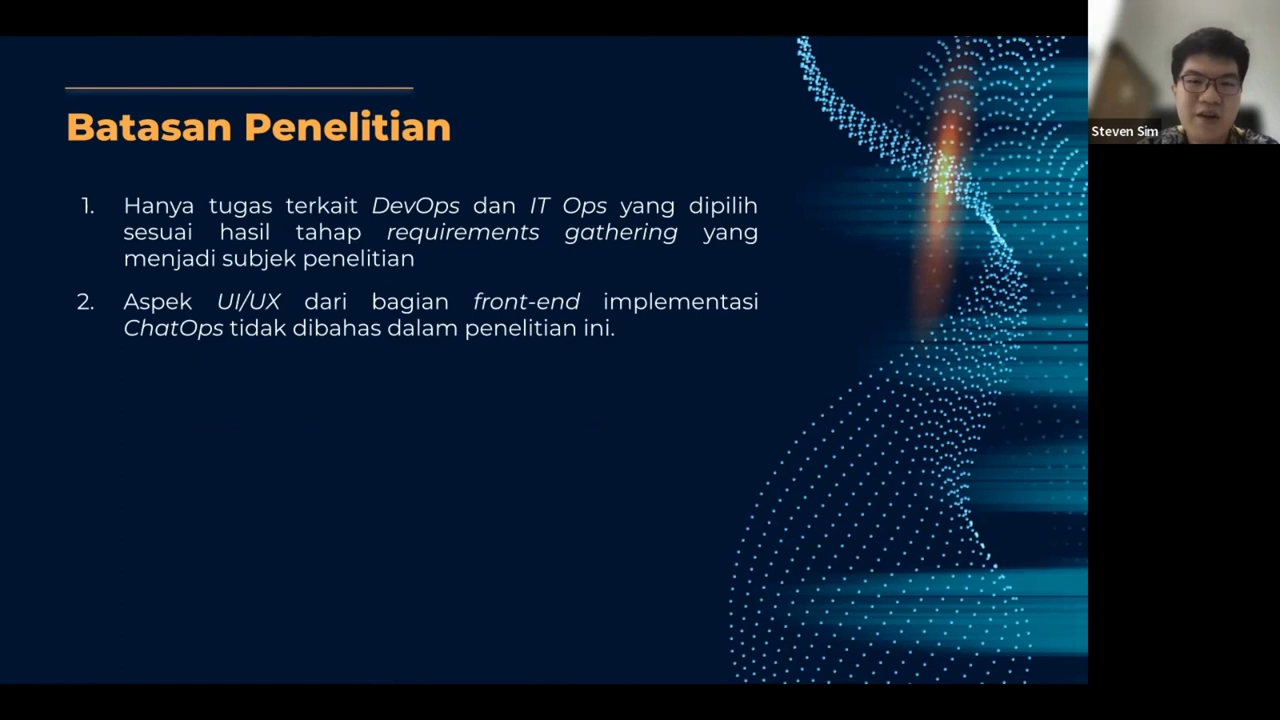 Batasan Penelitian
1. Hanya tugas terkait DevOps dan IT Ops yang dipilih
sesuai hasil tahap requirements gathering yang
menjadi subjek penelitian
2. Aspek UI/UX dari bagian front-end implementasi
ChatOps tidak dibahas dalam penelitian ini.
Steven Sim